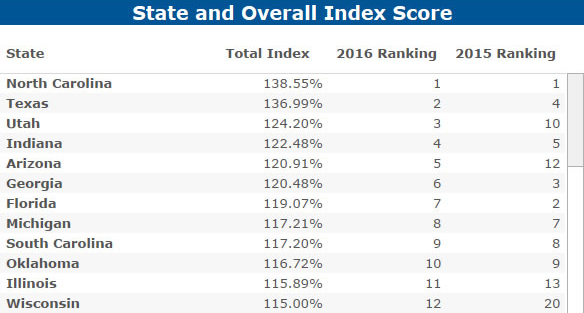 State and Overall Index Score
State Total Index 2016 Ranking 2015 Ranking
North Carolina 138.55% 1 1
Texas 136.99% 2 4
Utah 124.20% 3 10
Indiana 122.48% 4 5
Arizona 120.91% 5 12
Georgia 120.48% 6 3
Florida 119.07% 7 2
Michigan 117.21% 8 7
South Carolina 117.20% 9 8
Oklahoma 116.72% 10 9
Illinois 115.89% 11 13
Wisconsin 115.00% 12 20